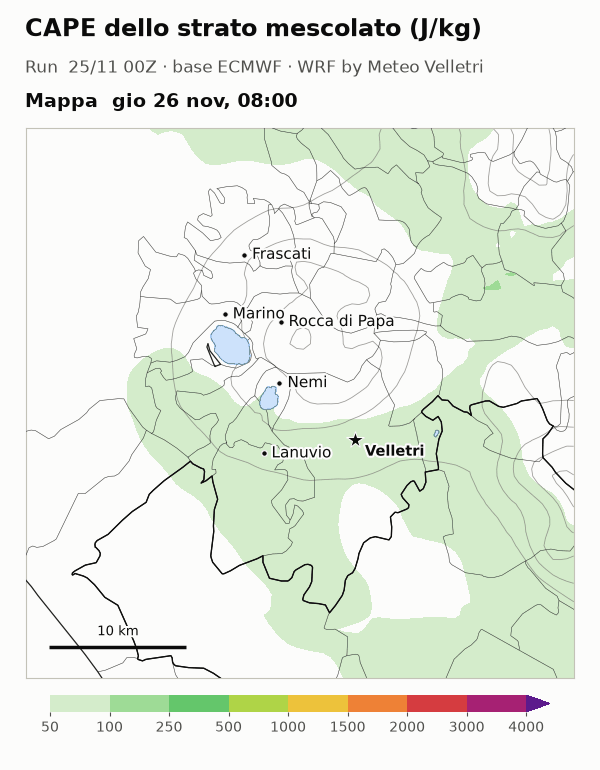 CAPE dello strato mescolato (J/kg)
Run  25/11 00Z · base ECMWF · WRF by Meteo Velletri
Mappa  gio 26 nov, 08:00
Frascati
Marino
Rocca di Papa
Nemi
Velletri
Lanuvio
10 km
50 100 250 500 1000 1500 2000 3000 4000